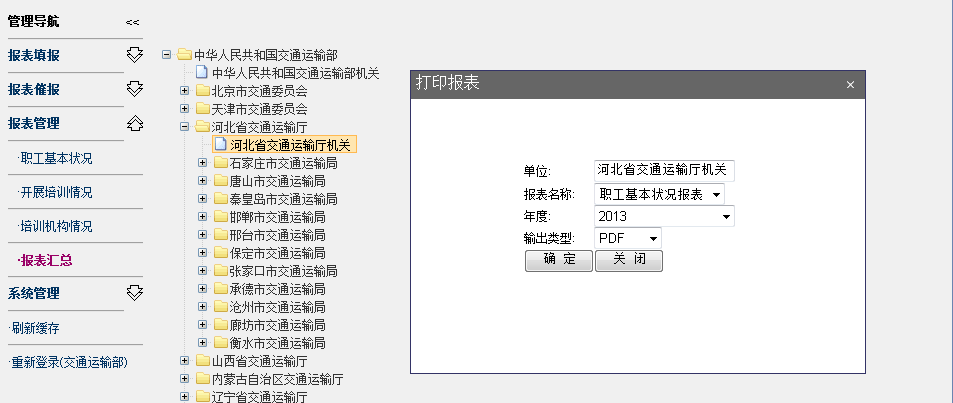 管理导航 <<
报表填报
报表催报
报表管理
·职工基本状况
·开展培训情况
·培训机构情况
·报表汇总
系统管理
·刷新缓存
·重新登录(交通运输部)
中华人民共和国交通运输部
中华人民共和国交通运输部机关
北京市交通委员会
天津市交通委员会
河北省交通运输厅
河北省交通运输厅机关
石家庄市交通运输局
唐山市交通运输局
秦皇岛市交通运输局
邯郸市交通运输局
邢台市交通运输局
保定市交通运输局
张家口市交通运输局
承德市交通运输局
沧州市交通运输局
廊坊市交通运输局
衡水市交通运输局
山西省交通运输厅
内蒙古自治区交通运输厅
辽宁省交通运输厅
打印报表 ×
单位: 河北省交通运输厅机关
报表名称: 职工基本状况报表
年度: 2013
输出类型: PDF
确 定 关 闭